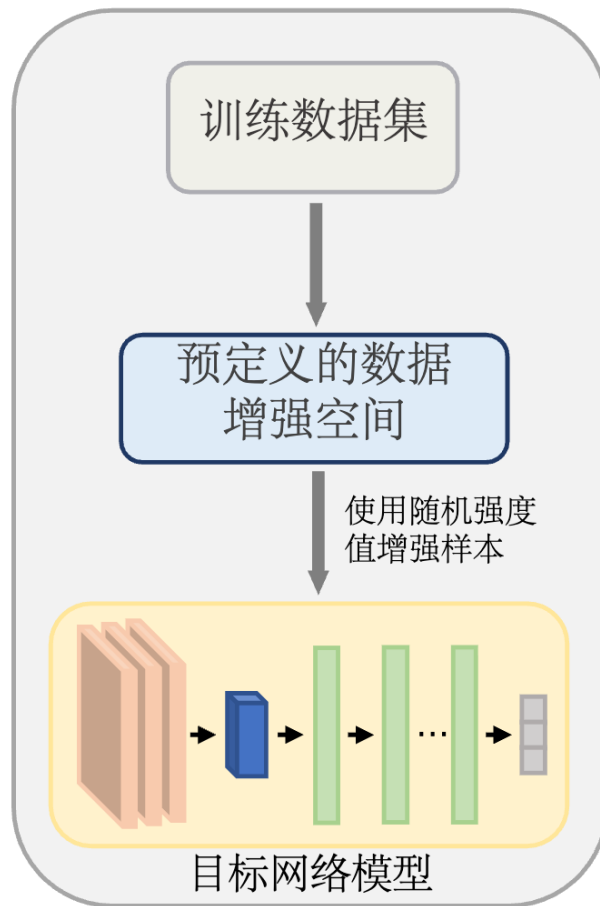 训练数据集
预定义的数据
增强空间
使用随机强度
值增强样本
···
目标网络模型